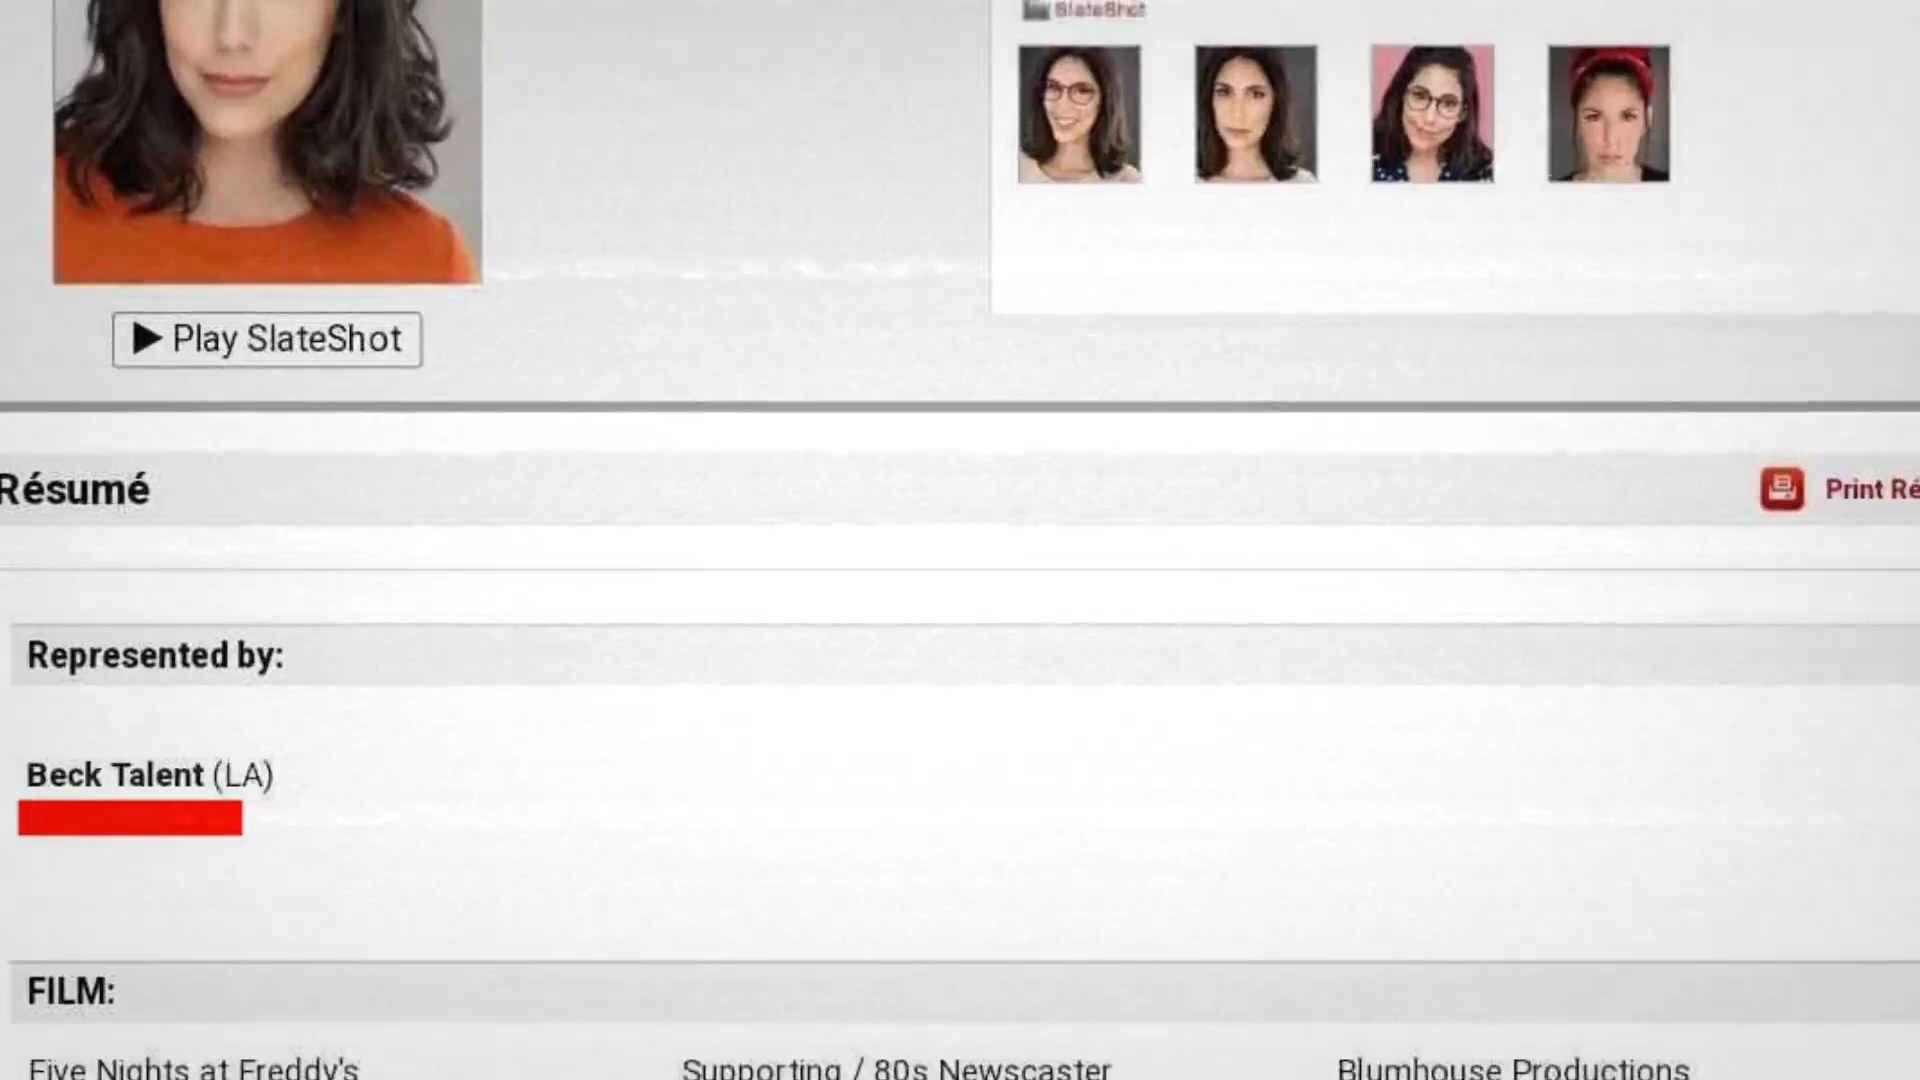 SlateShot
▶ Play SlateShot
Résumé
Print Ré
Represented by:
Beck Talent (LA)
FILM:
Five Nights at Freddy's Supporting / 80s Newscaster Blumhouse Productions